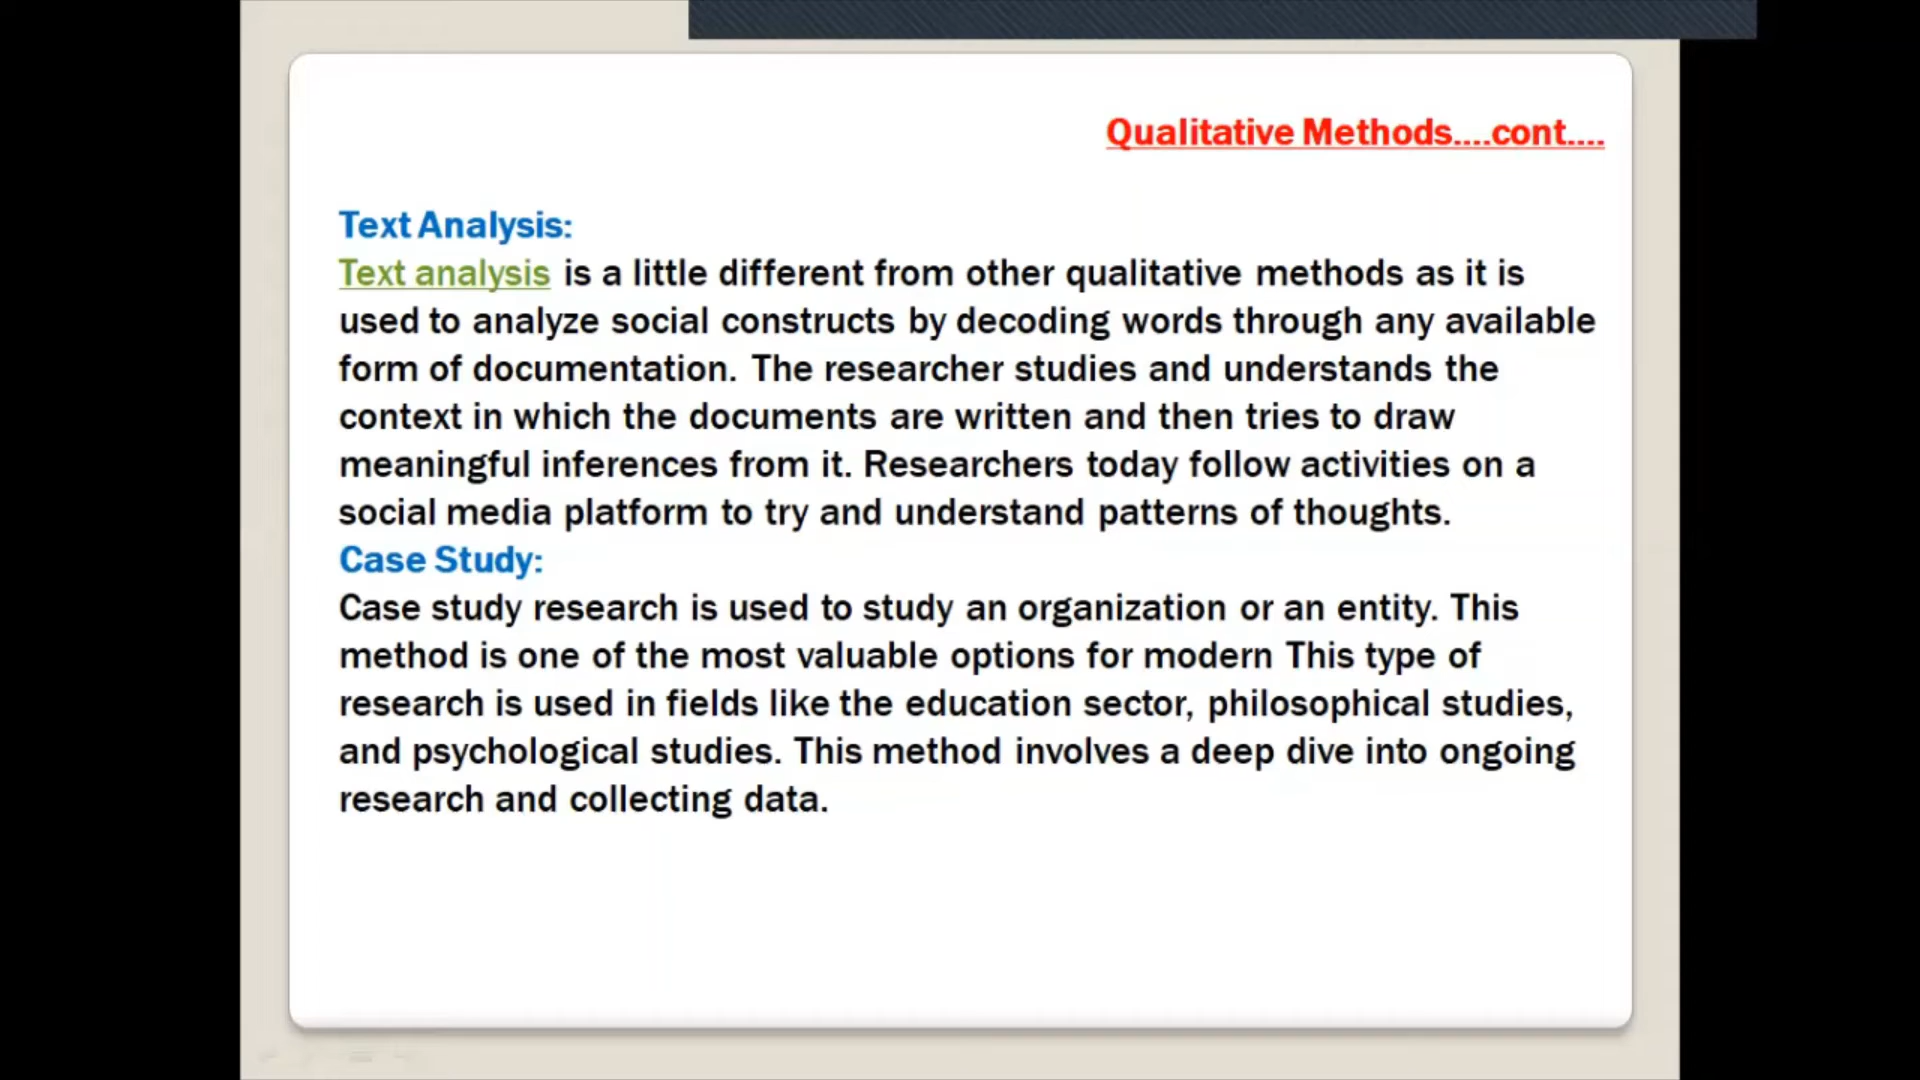 Qualitative Methods....cont....
Text Analysis:
Text analysis is a little different from other qualitative methods as it is
used to analyze social constructs by decoding words through any available
form of documentation. The researcher studies and understands the
context in which the documents are written and then tries to draw
meaningful inferences from it. Researchers today follow activities on a
social media platform to try and understand patterns of thoughts.
Case Study:
Case study research is used to study an organization or an entity. This
method is one of the most valuable options for modern This type of
research is used in fields like the education sector, philosophical studies,
and psychological studies. This method involves a deep dive into ongoing
research and collecting data.